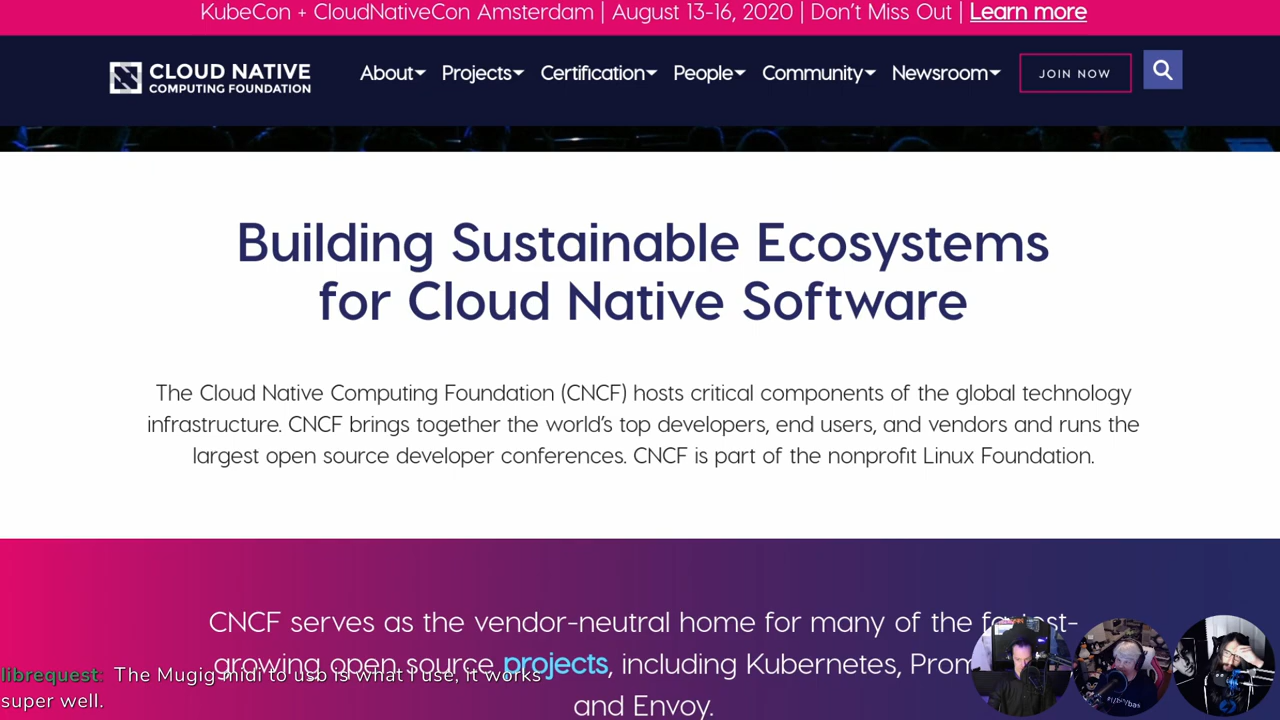 KubeCon + CloudNativeCon Amsterdam | August 13-16, 2020 | Don’t Miss Out | Learn more
CLOUD NATIVE
COMPUTING FOUNDATION
About Projects Certification People Community Newsroom JOIN NOW
Building Sustainable Ecosystems
for Cloud Native Software
The Cloud Native Computing Foundation (CNCF) hosts critical components of the global technology
infrastructure. CNCF brings together the world’s top developers, end users, and vendors and runs the
largest open source developer conferences. CNCF is part of the nonprofit Linux Foundation.
CNCF serves as the vendor-neutral home for many of the
growing open source projects, including Kubernetes,
librequest: The Mugig midi to usb is what i use, it works
super well.
and Envoy.